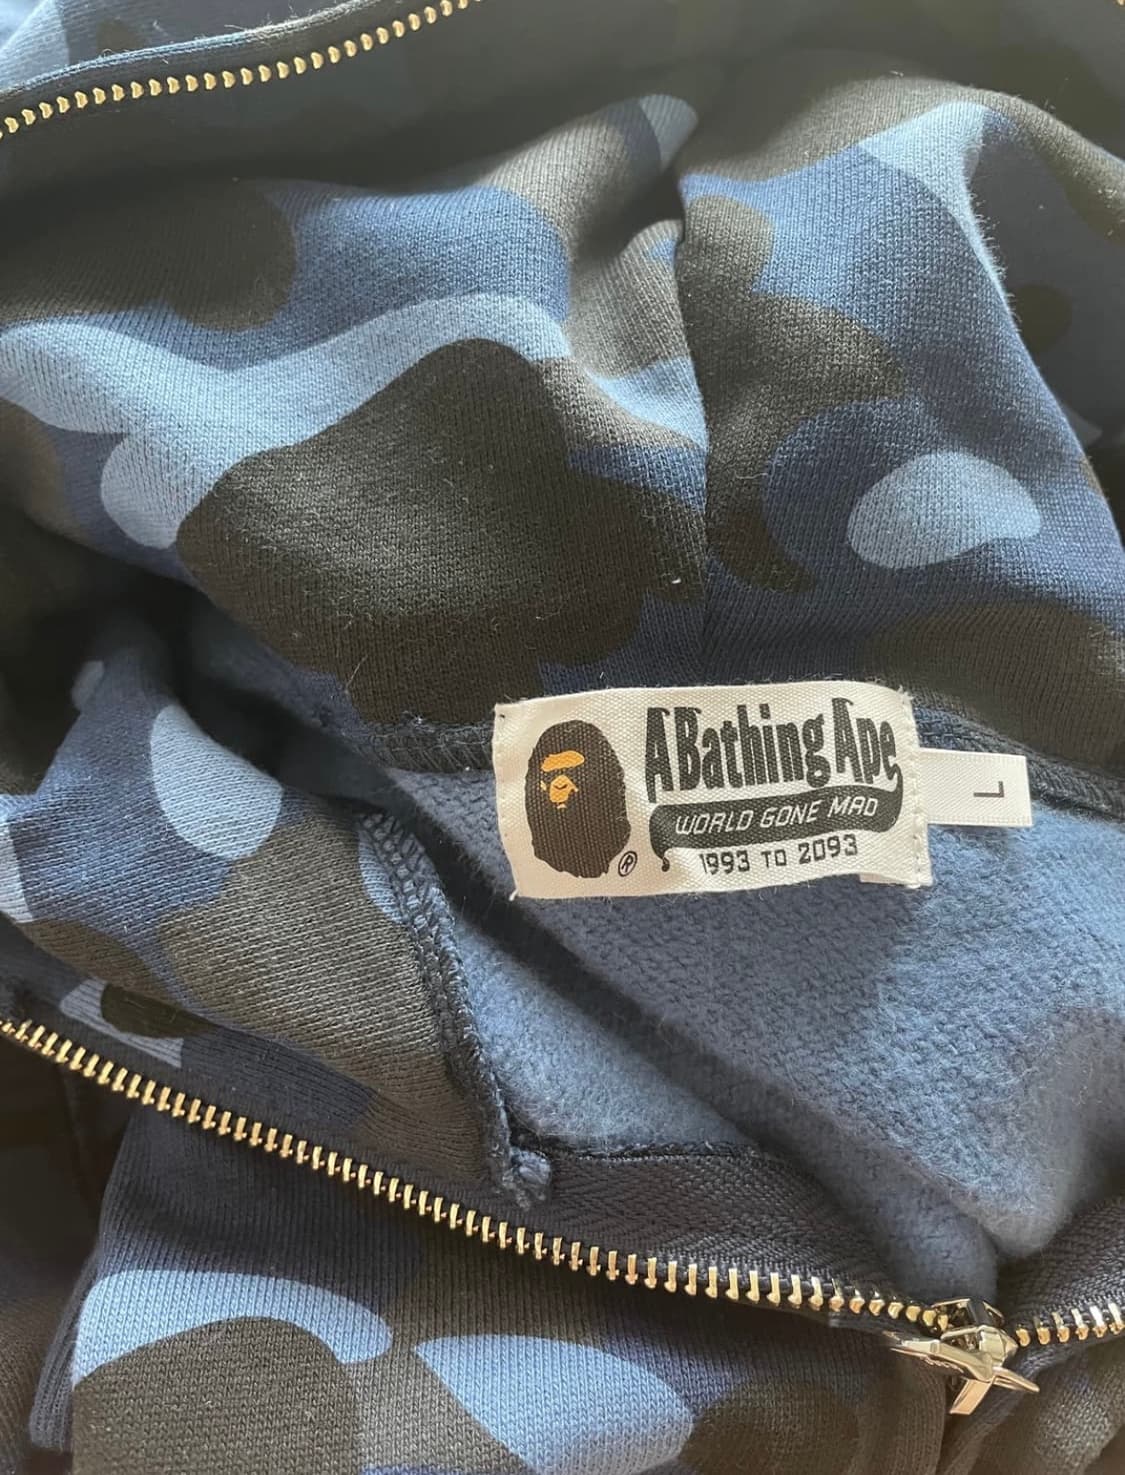 A Bathing Ape
WORLD GONE MAD
1993 TO 2093
®
L